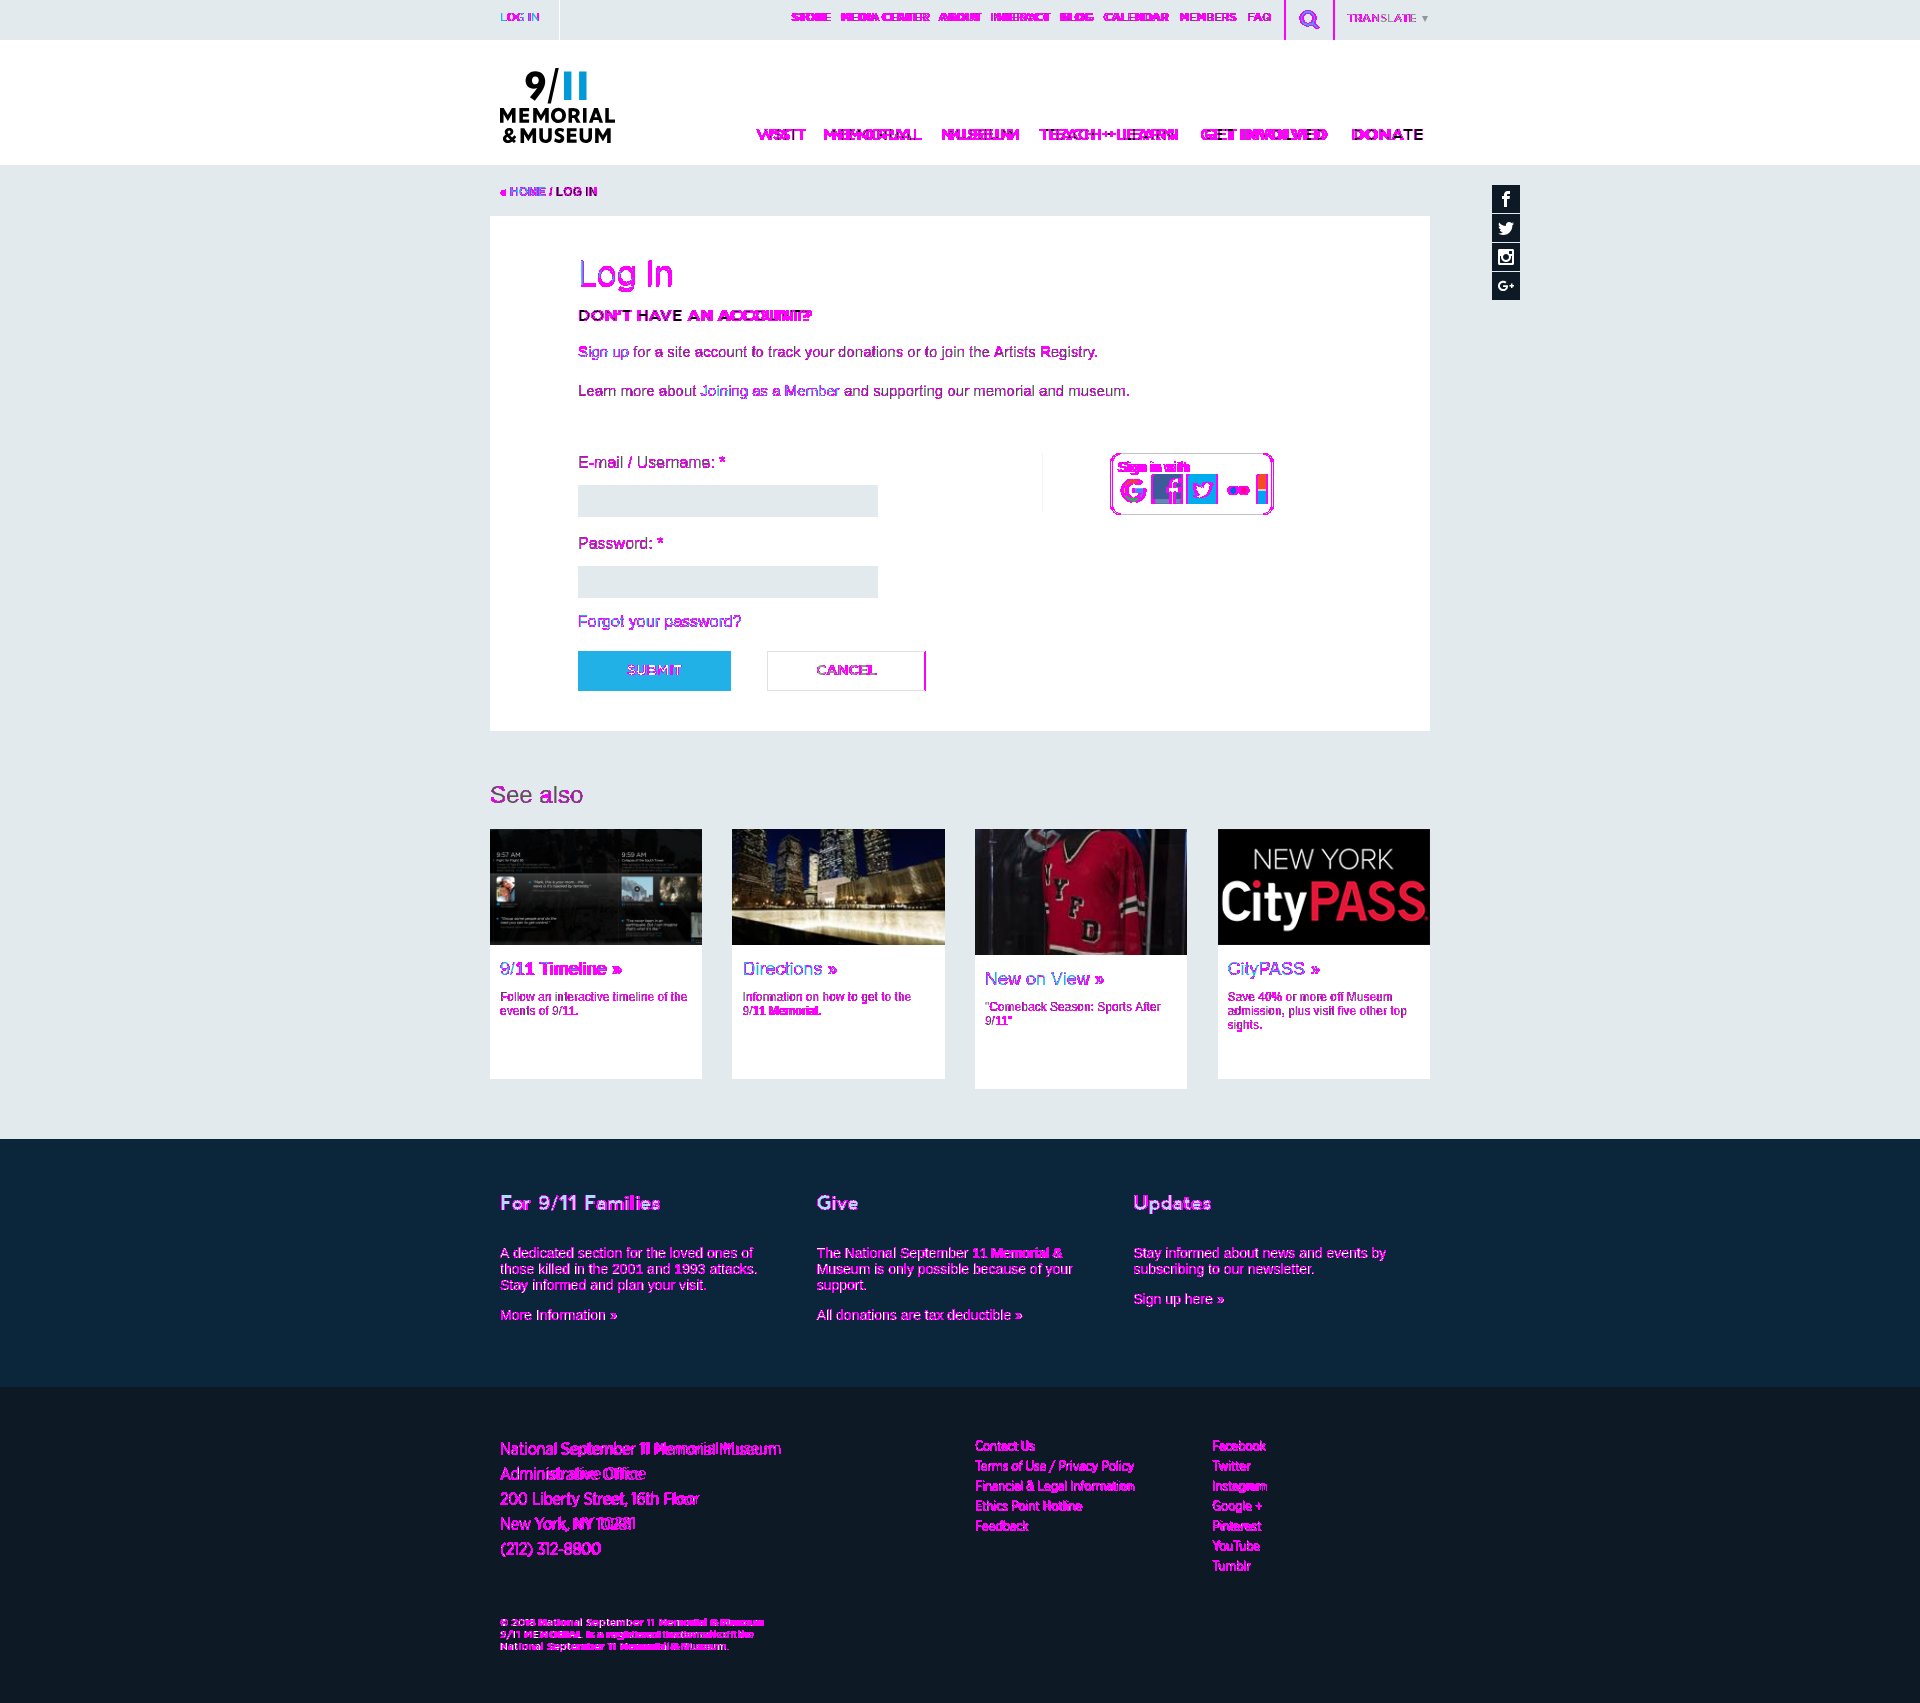 LOG IN
STORE MEDIA CENTER ABOUT INTERACT BLOG CALENDAR MEMBERS FAQ
TRANSLATE ▼
9/11
MEMORIAL
& MUSEUM
VISIT MEMORIAL MUSEUM TEACH + LEARN GET INVOLVED DONATE
« HOME / LOG IN
Log In
DON'T HAVE AN ACCOUNT?
Sign up for a site account to track your donations or to join the Artists Registry.
Learn more about Joining as a Member and supporting our memorial and museum.
E-mail / Username: *
Sign in with
Password: *
Forgot your password?
SUBMIT
CANCEL
See also
9:57 AM
9:59 AM
NYFD
NEW YORK
CityPASS
9/11 Timeline »
Follow an interactive timeline of the
events of 9/11.
Directions »
Information on how to get to the
9/11 Memorial.
New on View »
"Comeback Season: Sports After
9/11"
CityPASS »
Save 40% or more off Museum
admission, plus visit five other top
sights.
For 9/11 Families
A dedicated section for the loved ones of
those killed in the 2001 and 1993 attacks.
Stay informed and plan your visit.
More Information »
Give
The National September 11 Memorial &
Museum is only possible because of your
support.
All donations are tax deductible »
Updates
Stay informed about news and events by
subscribing to our newsletter.
Sign up here »
National September 11 Memorial Museum
Administrative Office
200 Liberty Street, 16th Floor
New York, NY 10281
(212) 312-8800
Contact Us
Terms of Use / Privacy Policy
Financial & Legal Information
Ethics Point Hotline
Feedback
Facebook
Twitter
Instagram
Google +
Pinterest
YouTube
Tumblr
© 2018 National September 11 Memorial & Museum
9/11 MEMORIAL is a registered trademark of the
National September 11 Memorial & Museum.